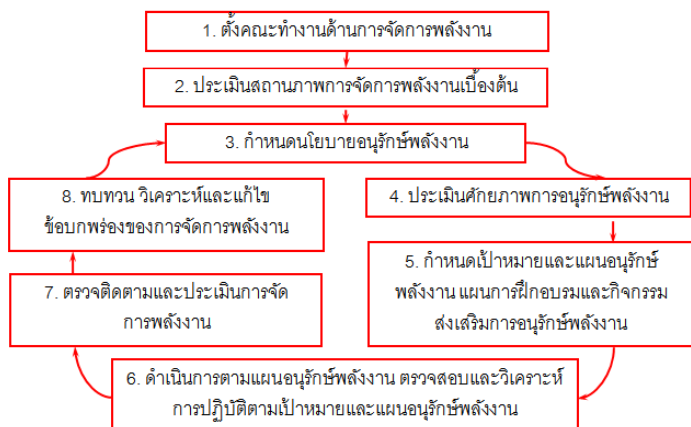 1. ตั้งคณะทำงานด้านการจัดการพลังงาน
2. ประเมินสถานภาพการจัดการพลังงานเบื้องต้น
3. กำหนดนโยบายอนุรักษ์พลังงาน
4. ประเมินศักยภาพการอนุรักษ์พลังงาน
5. กำหนดเป้าหมายและแผนอนุรักษ์
พลังงาน แผนการฝึกอบรมและกิจกรรม
ส่งเสริมการอนุรักษ์พลังงาน
6. ดำเนินการตามแผนอนุรักษ์พลังงาน ตรวจสอบและวิเคราะห์
การปฏิบัติตามเป้าหมายและแผนอนุรักษ์พลังงาน
7. ตรวจติดตามและประเมินการจัด
การพลังงาน
8. ทบทวน วิเคราะห์และแก้ไข
ข้อบกพร่องของการจัดการพลังงาน